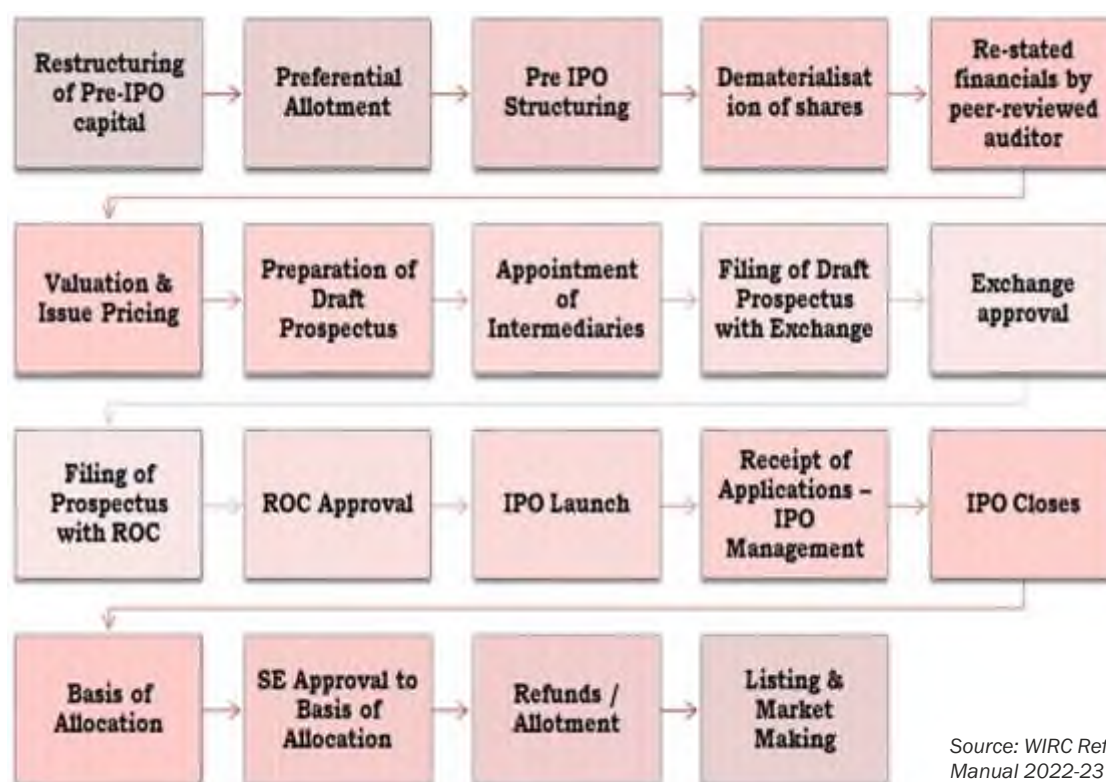 Restructuring
of Pre-IPO
capital
Preferential
Allotment
Pre IPO
Structuring
Dematerialisat
ion of shares
Re-stated
financials by
peer-reviewed
auditor
Valuation &
Issue Pricing
Preparation of
Draft
Prospectus
Appointment
of
Intermediaries
Filing of Draft
Prospectus
with Exchange
Exchange
approval
Filing of
Prospectus
with ROC
ROC Approval
IPO Launch
Receipt of
Applications –
IPO
Management
IPO Closes
Basis of
Allocation
SE Approval to
Basis of
Allocation
Refunds /
Allotment
Listing &
Market
Making
Source: WIRC Ref
Manual 2022-23